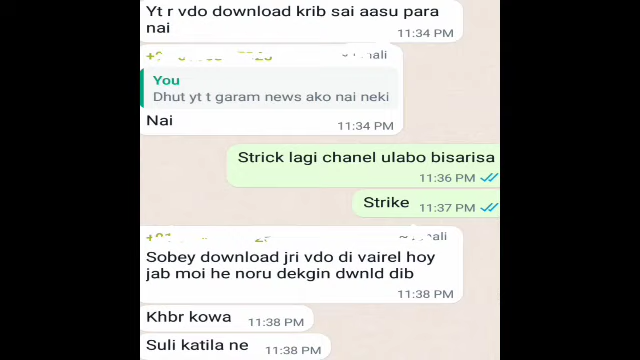 Yt r vdo download krib sai aasu para
nai
11:34 PM
You
Dhut yt t garam news ako nai neki
Nai
11:34 PM
Strick lagi chanel ulabo bisarisa
11:36 PM
Strike
11:37 PM
Sobey download jri vdo di vairel hoy
jab moi he noru dekgin dwnld dib
11:38 PM
Khbr kowa
11:38 PM
Suli katila ne
11:38 PM